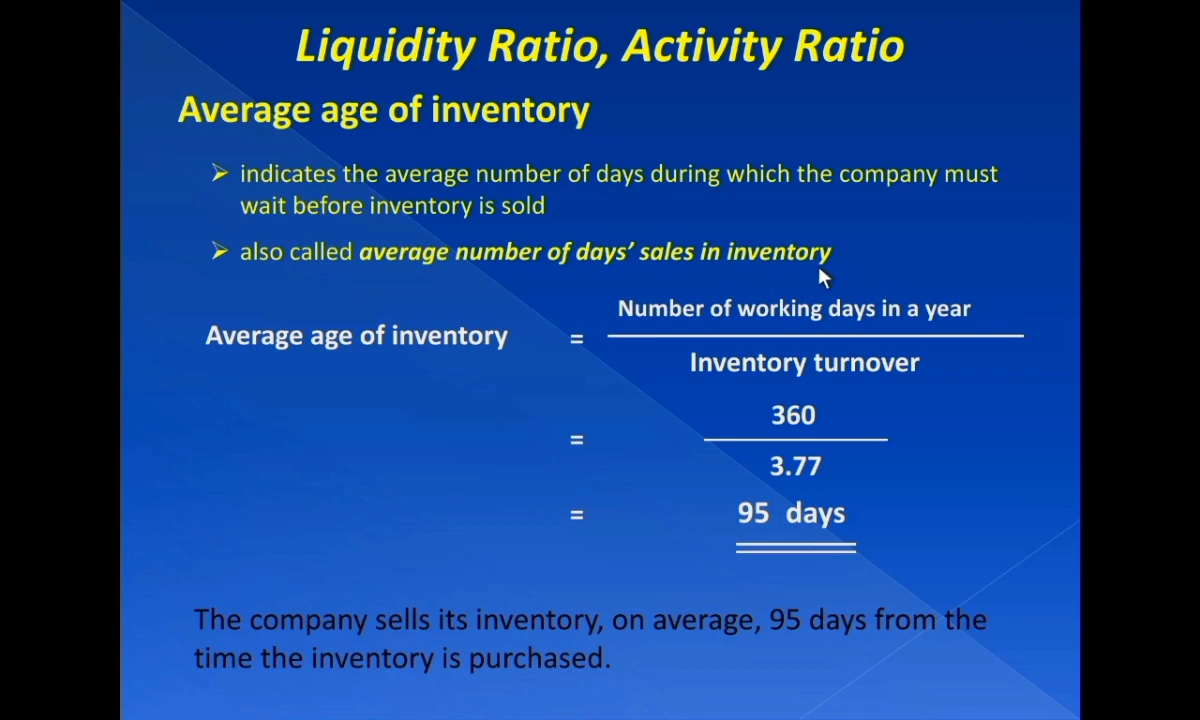 Liquidity Ratio, Activity Ratio
Average age of inventory
➢ indicates the average number of days during which the company must
wait before inventory is sold
➢ also called average number of days’ sales in inventory
Number of working days in a year
Average age of inventory =
Inventory turnover
360
=
3.77
= 95 days
The company sells its inventory, on average, 95 days from the
time the inventory is purchased.